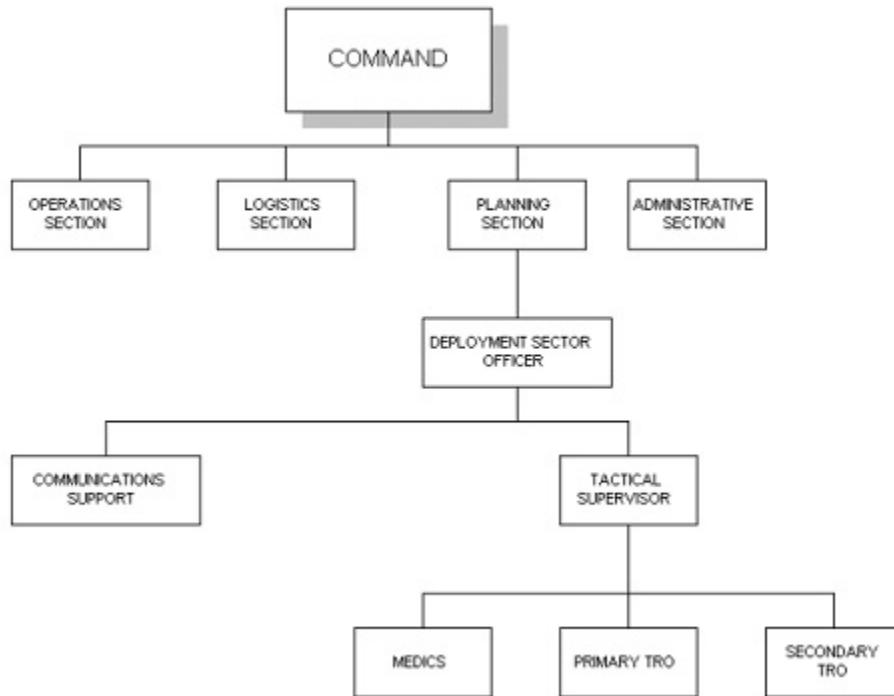 COMMAND
OPERATIONS
SECTION
LOGISTICS
SECTION
PLANNING
SECTION
ADMINISTRATIVE
SECTION
DEPLOYMENT SECTOR
OFFICER
COMMUNICATIONS
SUPPORT
TACTICAL
SUPERVISOR
MEDICS
PRIMARY TRO
SECONDARY
TRO